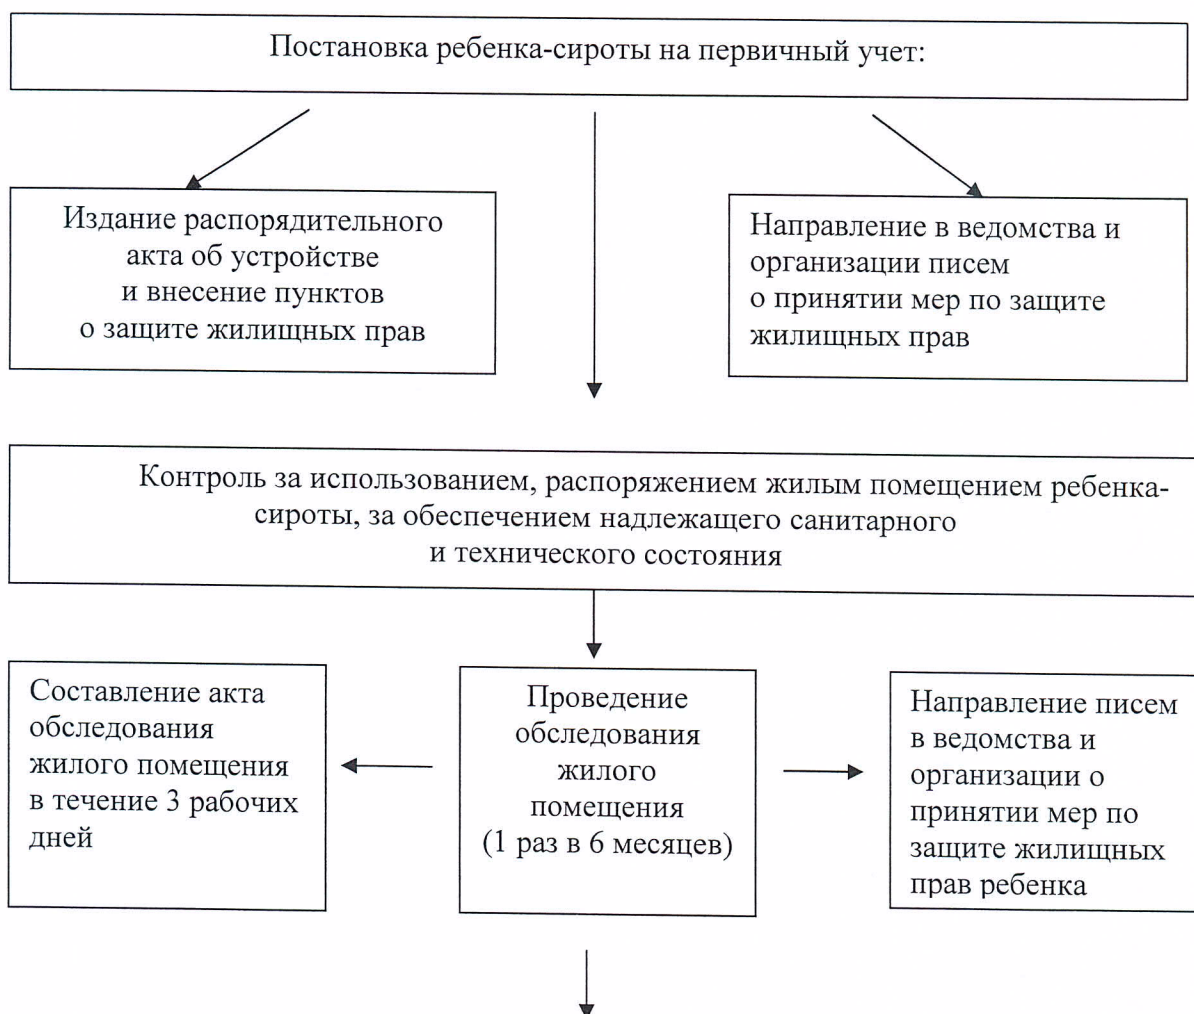 Постановка ребенка-сироты на первичный учет:
Издание распорядительного
акта об устройстве
и внесение пунктов
о защите жилищных прав
Направление в ведомства и
организации писем
о принятии мер по защите
жилищных прав
Контроль за использованием, распоряжением жилым помещением ребенка-
сироты, за обеспечением надлежащего санитарного
и технического состояния
Составление акта
обследования
жилого помещения
в течение 3 рабочих
дней
Проведение
обследования
жилого
помещения
(1 раз в 6 месяцев)
Направление писем
в ведомства и
организации о
принятии мер по
защите жилищных
прав ребенка